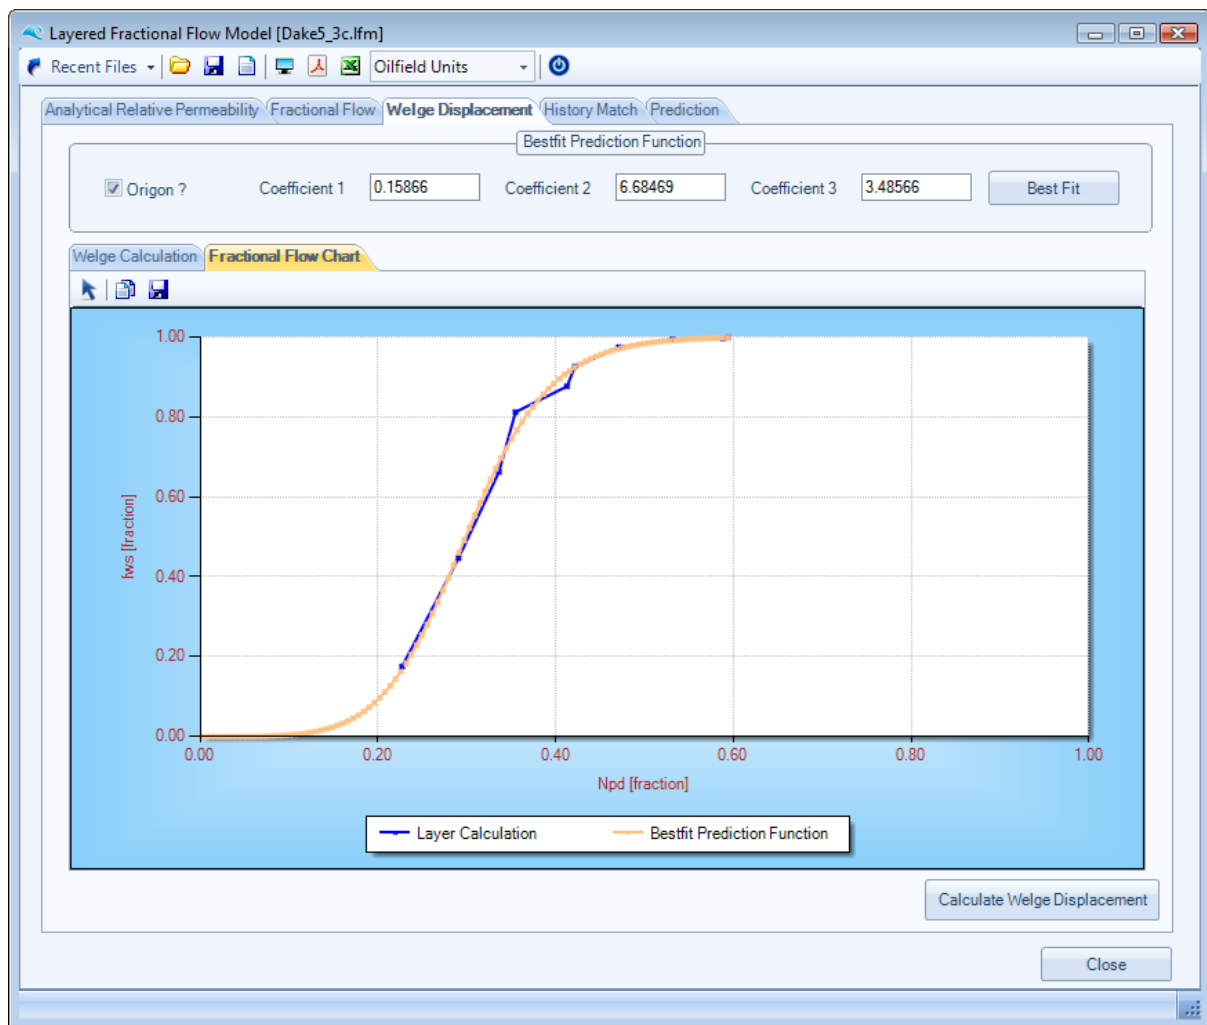 Layered Fractional Flow Model [Dake5_3c.lfm]
Recent Files Oilfield Units
Analytical Relative Permeability Fractional Flow Welge Displacement History Match Prediction
Bestfit Prediction Function
Origon ? Coefficient 1 0.15866 Coefficient 2 6.68469 Coefficient 3 3.48566 Best Fit
Welge Calculation Fractional Flow Chart
1.00
0.80
0.60
0.40
0.20
0.00
fws [fraction]
0.00 0.20 0.40 0.60 0.80 1.00
Npd [fraction]
Layer Calculation Bestfit Prediction Function
Calculate Welge Displacement
Close